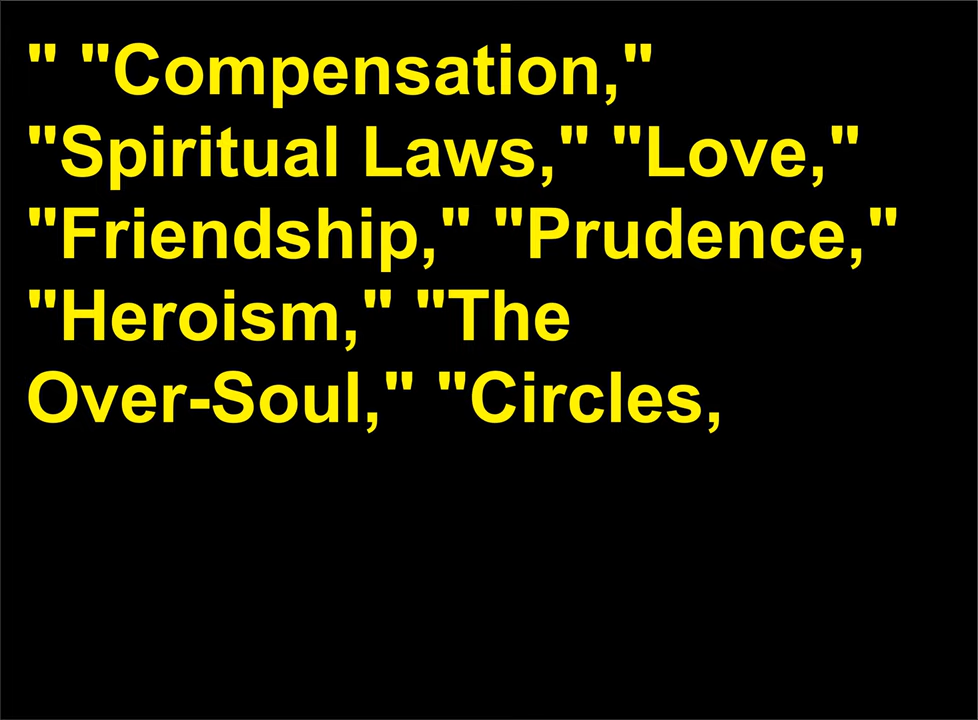 " "Compensation,"
"Spiritual Laws," "Love,"
"Friendship," "Prudence,"
"Heroism," "The
Over-Soul," "Circles,